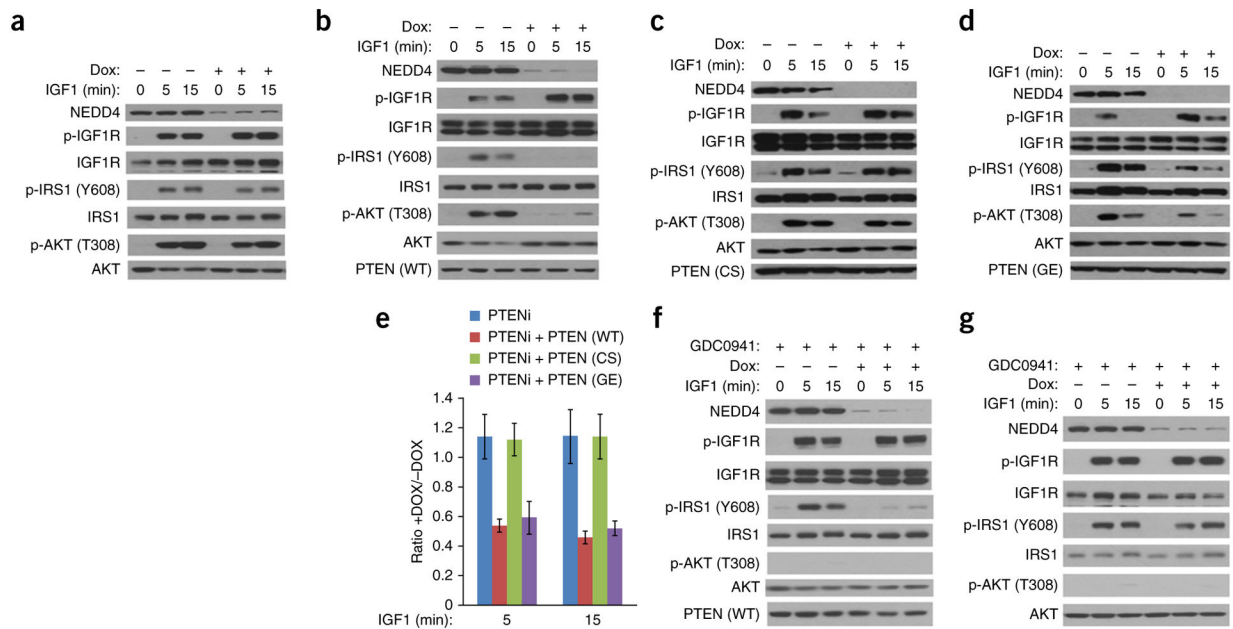 a
Dox: – – – + + +
IGF1 (min): 0 5 15 0 5 15
NEDD4
p-IGF1R
IGF1R
p-IRS1 (Y608)
IRS1
p-AKT (T308)
AKT
b
Dox: – – – + + +
IGF1 (min): 0 5 15 0 5 15
NEDD4
p-IGF1R
IGF1R
p-IRS1 (Y608)
IRS1
p-AKT (T308)
AKT
PTEN (WT)
c
Dox: – – – + + +
IGF1 (min): 0 5 15 0 5 15
NEDD4
p-IGF1R
IGF1R
p-IRS1 (Y608)
IRS1
p-AKT (T308)
AKT
PTEN (CS)
d
Dox: – – – + + +
IGF1 (min): 0 5 15 0 5 15
NEDD4
p-IGF1R
IGF1R
p-IRS1 (Y608)
IRS1
p-AKT (T308)
AKT
PTEN (GE)
e
PTENi
PTENi + PTEN (WT)
PTENi + PTEN (CS)
PTENi + PTEN (GE)
Ratio +DOX/–DOX
1.4
1.2
1.0
0.8
0.6
0.4
0.2
0
IGF1 (min): 5 15
f
GDC0941: + + + + + +
Dox: – – – + + +
IGF1 (min): 0 5 15 0 5 15
NEDD4
p-IGF1R
IGF1R
p-IRS1 (Y608)
IRS1
p-AKT (T308)
AKT
PTEN (WT)
g
GDC0941: + + + + + +
Dox: – – – + + +
IGF1 (min): 0 5 15 0 5 15
NEDD4
p-IGF1R
IGF1R
p-IRS1 (Y608)
IRS1
p-AKT (T308)
AKT